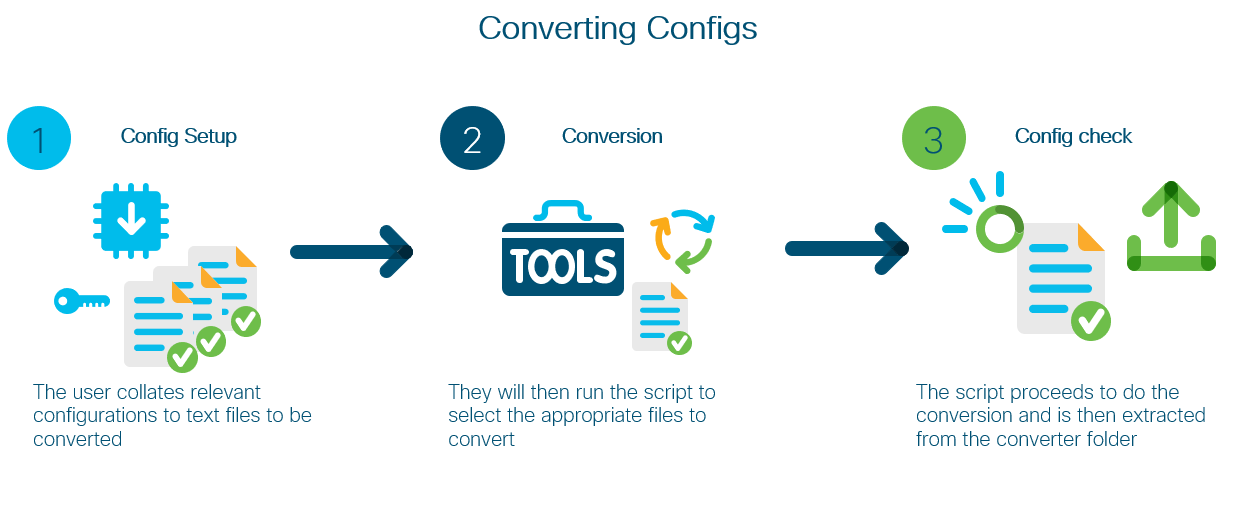 Converting Configs
1
Config Setup
2
Conversion
3
Config check
TOOLS
The user collates relevant
configurations to text files to be
converted
They will then run the script to
select the appropriate files to
convert
The script proceeds to do the
conversion and is then extracted
from the converter folder